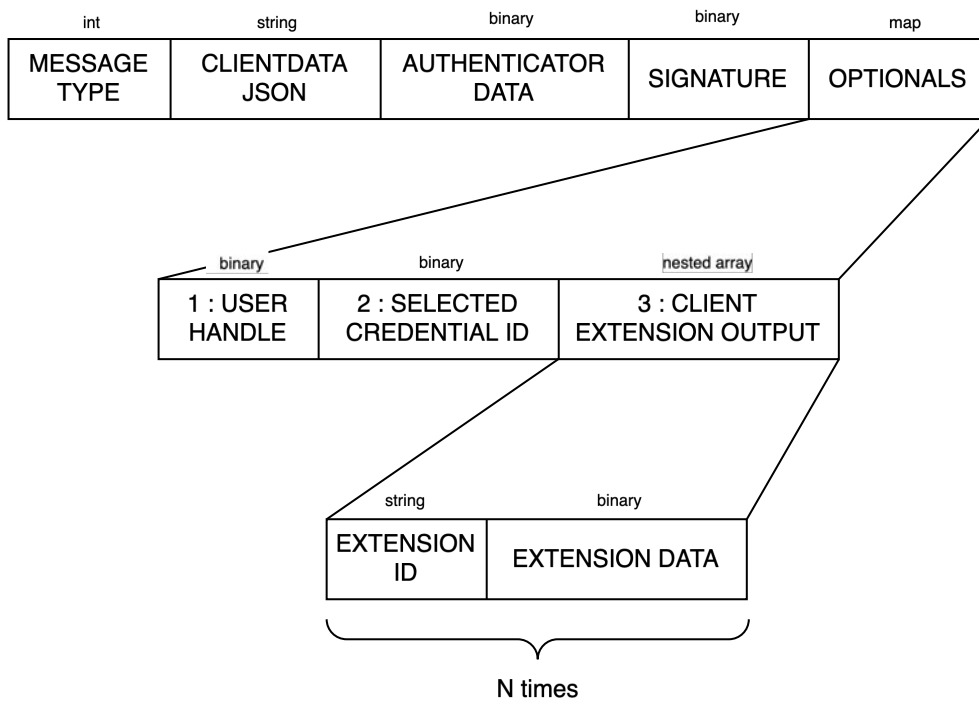 int string binary binary map
MESSAGE TYPE
CLIENTDATA JSON
AUTHENTICATOR DATA
SIGNATURE
OPTIONALS
binary binary nested array
1 : USER HANDLE
2 : SELECTED CREDENTIAL ID
3 : CLIENT EXTENSION OUTPUT
string binary
EXTENSION ID
EXTENSION DATA
N times